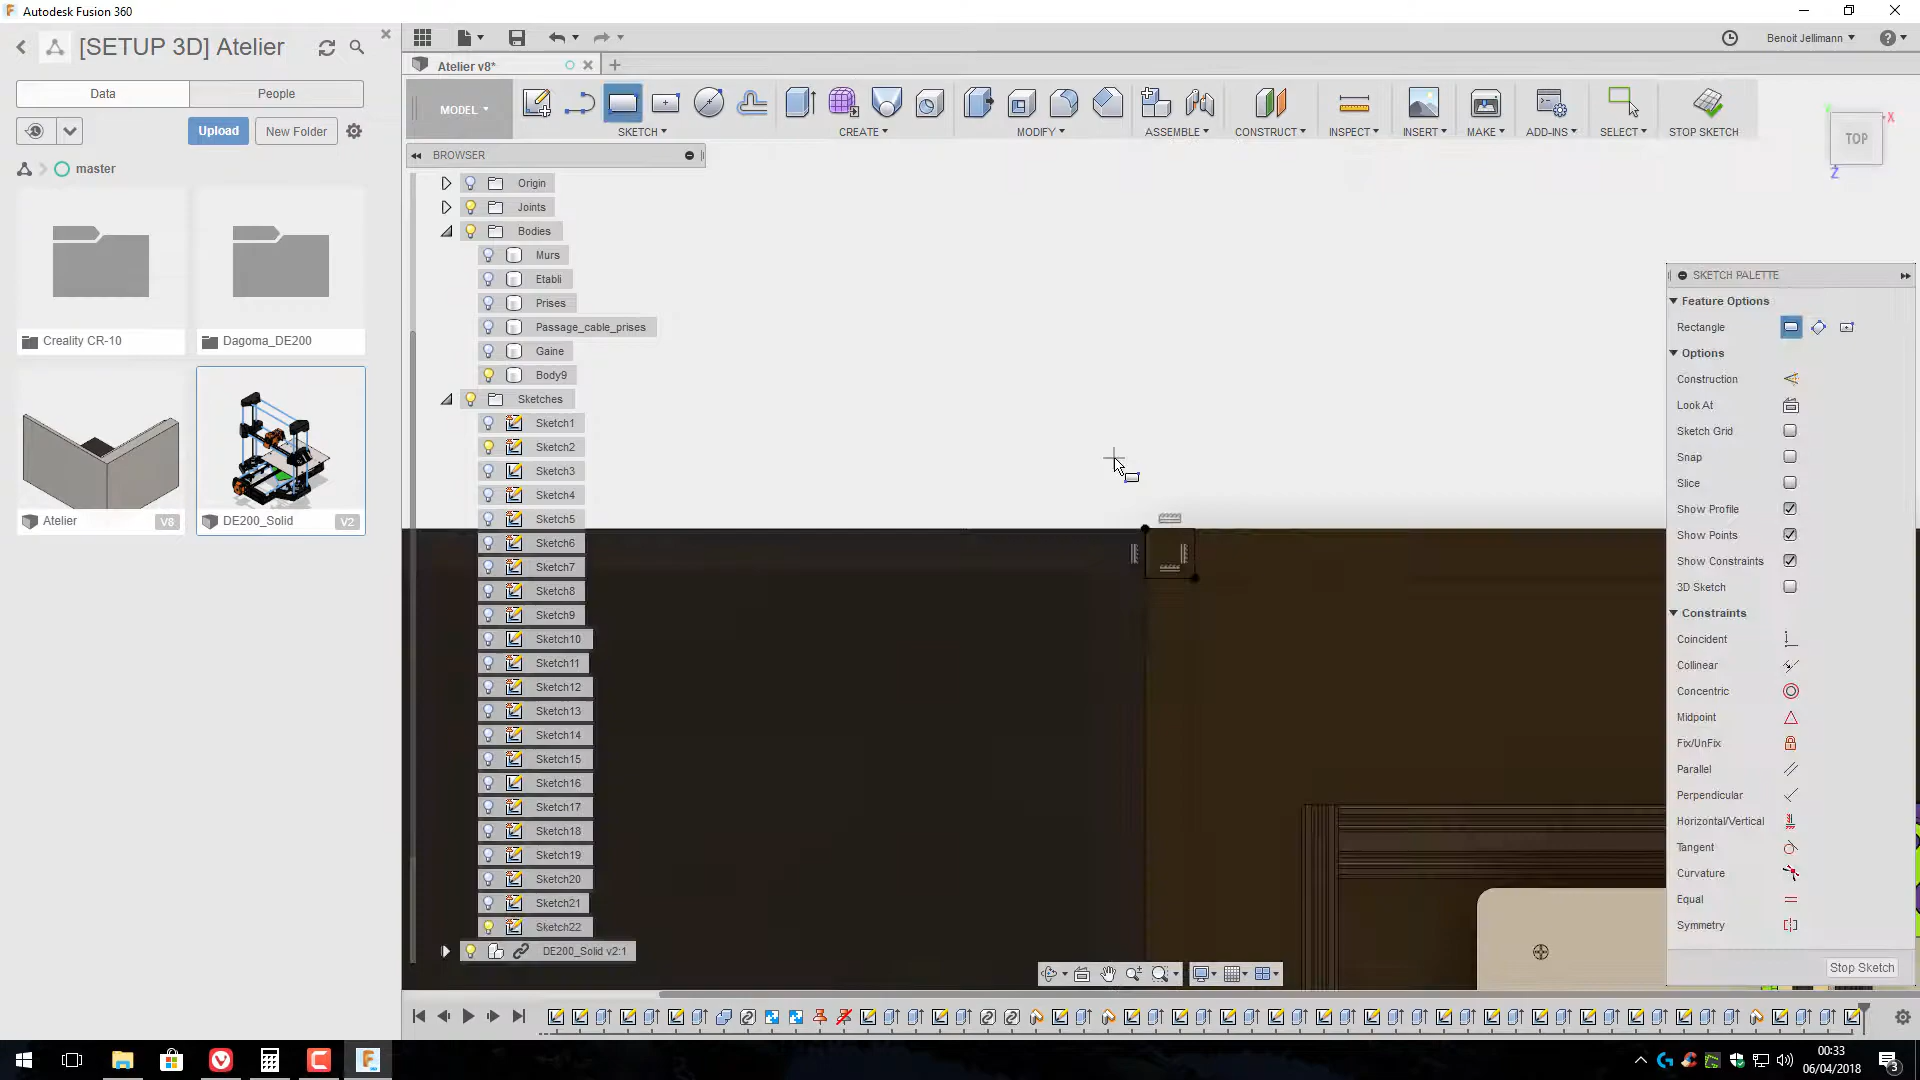 Autodesk Fusion 360
[SETUP 3D] Atelier
Data
People
Upload
New Folder
master
Creality CR-10
Dagoma_DE200
Atelier
V8
DE200_Solid
V2
Benoit Jellimann
Atelier v8*
MODEL
SKETCH
CREATE
MODIFY
ASSEMBLE
CONSTRUCT
INSPECT
INSERT
MAKE
ADD-INS
SELECT
STOP SKETCH
TOP
X
Z
BROWSER
Origin
Joints
Bodies
Murs
Etabli
Prises
Passage_cable_prises
Gaine
Body9
Sketches
Sketch1
Sketch2
Sketch3
Sketch4
Sketch5
Sketch6
Sketch7
Sketch8
Sketch9
Sketch10
Sketch11
Sketch12
Sketch13
Sketch14
Sketch15
Sketch16
Sketch17
Sketch18
Sketch19
Sketch20
Sketch21
Sketch22
DE200_Solid v2:1
SKETCH PALETTE
Feature Options
Rectangle
Options
Construction
Look At
Sketch Grid
Snap
Slice
Show Profile
Show Points
Show Constraints
3D Sketch
Constraints
Coincident
Collinear
Concentric
Midpoint
Fix/UnFix
Parallel
Perpendicular
Horizontal/Vertical
Tangent
Curvature
Equal
Symmetry
Stop Sketch
00:33
06/04/2018
3